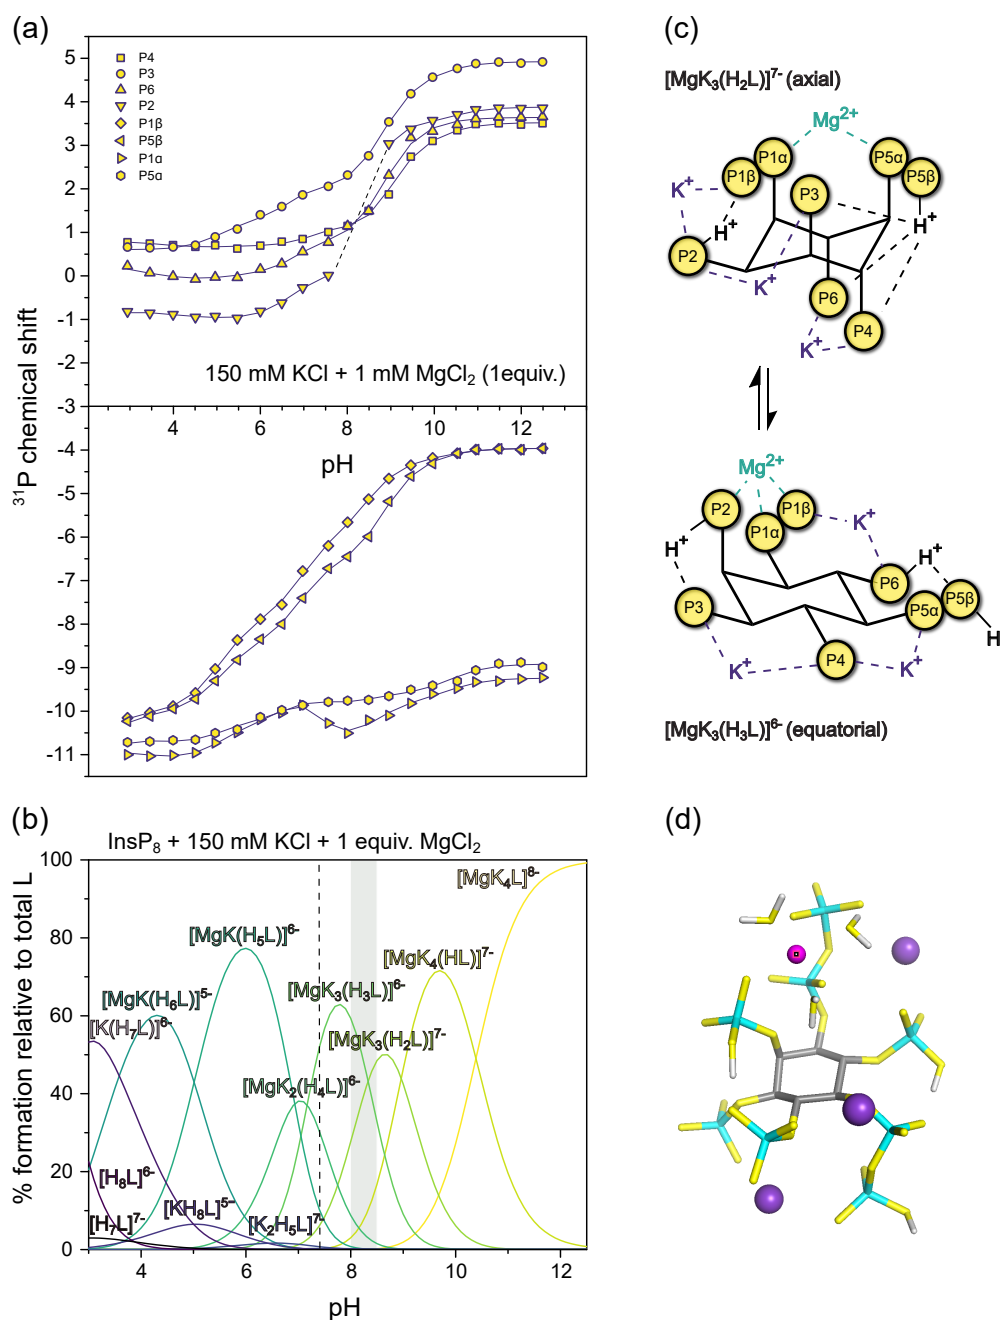 (a)
5
4
3
2
1
0
-1
-2
-3
P4
P3
P6
P2
P1β
P5β
P1α
P5α
150 mM KCl + 1 mM MgCl₂ (1equiv.)
4 6 8 10 12
pH
³¹P chemical shift
-4
-5
-6
-7
-8
-9
-10
-11
(b)
InsP₈ + 150 mM KCl + 1 equiv. MgCl₂
% formation relative to total L
100
80
60
40
20
0
[MgK₄L]⁸⁻
[MgK(H₅L)]⁶⁻
[MgK₄(HL)]⁷⁻
[MgK(H₆L)]⁵⁻
[MgK₃(H₃L)]⁶⁻
[K(H₇L)]⁶⁻
[MgK₃(H₂L)]⁷⁻
[MgK₂(H₄L)]⁶⁻
[H₈L]⁶⁻
[KH₈L]⁵⁻
[H₇L]⁷⁻
[K₂H₅L]⁷⁻
4 6 8 10 12
pH
(c)
[MgK₃(H₂L)]⁷⁻ (axial)
Mg²⁺
P1α
P5α
P1β
P5β
K⁺
P3
H⁺
H⁺
P2
K⁺
P6
P4
K⁺
Mg²⁺
P2
P1β
P1α
K⁺
H⁺
H⁺
P6
P3
P5α
P5β
H
P4
K⁺
K⁺
[MgK₃(H₃L)]⁶⁻ (equatorial)
(d)